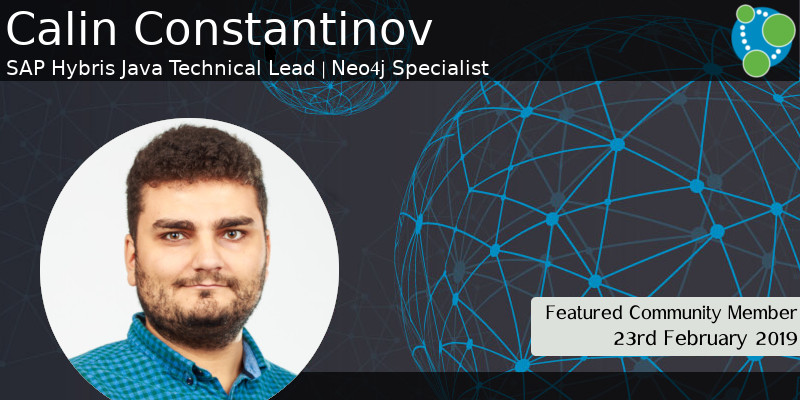 Calin Constantinov
SAP Hybris Java Technical Lead | Neo4j Specialist
Featured Community Member
23rd February 2019